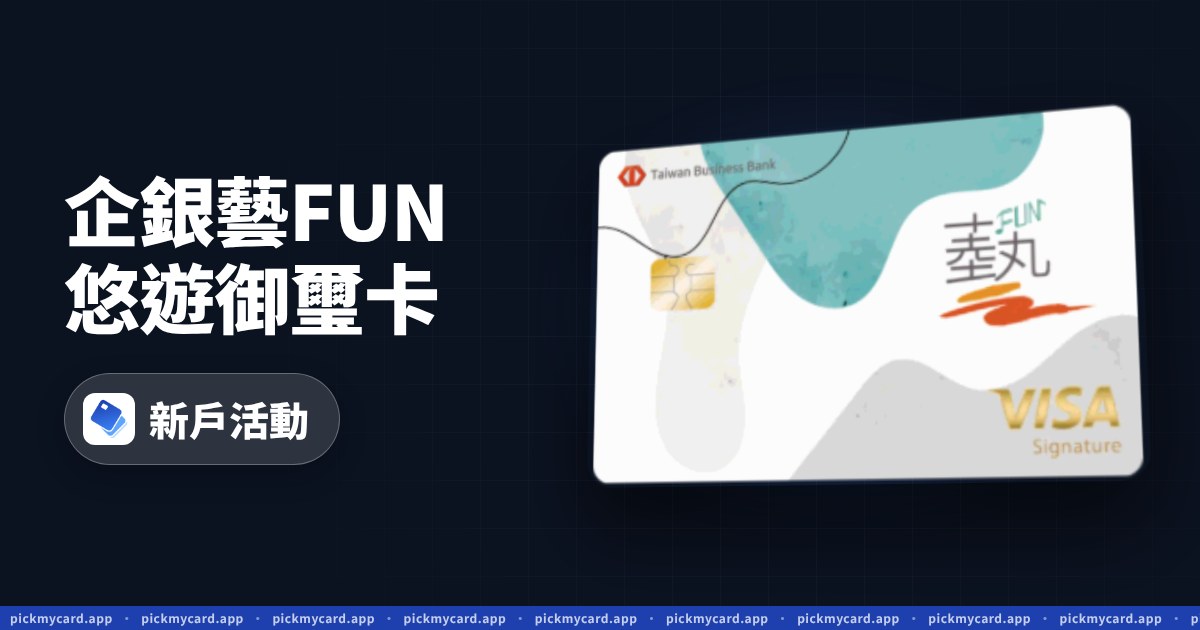 企銀藝FUN
悠遊御璽卡
新戶活動
Taiwan Business Bank
藝FUN
VISA
Signature
pickmycard.app · pickmycard.app · pickmycard.app · pickmycard.app · pickmycard.app · pickmycard.app · pickmycard.app · pickmycard.app · pickmycard.app · p